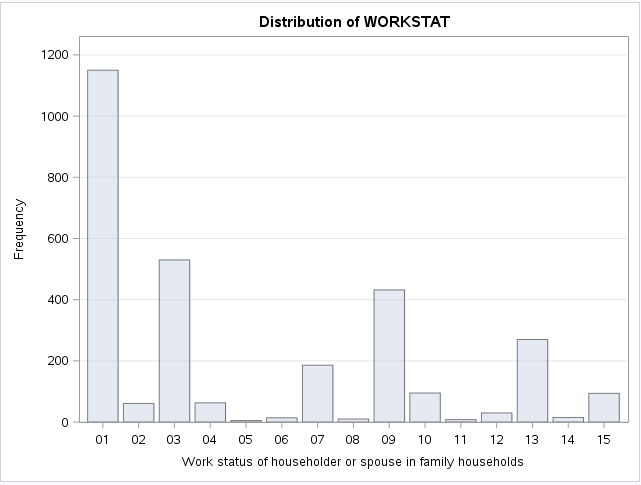 Distribution of WORKSTAT
1200
1000
800
600
400
200
0
Frequency
01 02 03 04 05 06 07 08 09 10 11 12 13 14 15
Work status of householder or spouse in family households